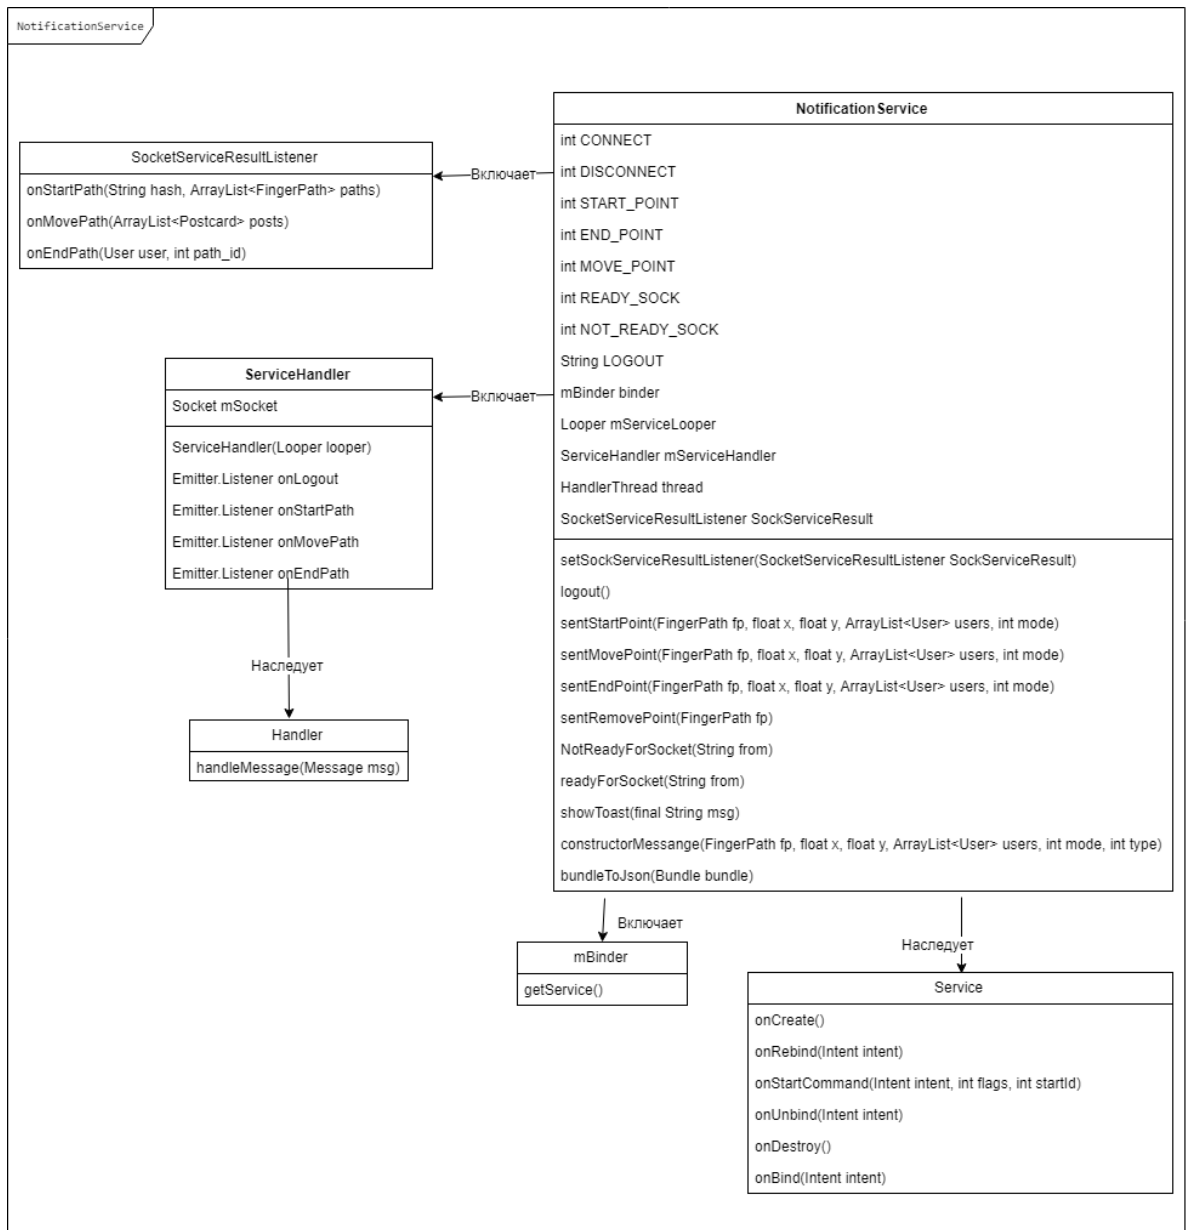 NotificationService
NotificationService
int CONNECT
int DISCONNECT
int START_POINT
int END_POINT
int MOVE_POINT
int READY_SOCK
int NOT_READY_SOCK
String LOGOUT
mBinder binder
Looper mServiceLooper
ServiceHandler mServiceHandler
HandlerThread thread
SocketServiceResultListener SockServiceResult
setSockServiceResultListener(SocketServiceResultListener SockServiceResult)
logout()
sentStartPoint(FingerPath fp, float x, float y, ArrayList<User> users, int mode)
sentMovePoint(FingerPath fp, float x, float y, ArrayList<User> users, int mode)
sentEndPoint(FingerPath fp, float x, float y, ArrayList<User> users, int mode)
sentRemovePoint(FingerPath fp)
NotReadyForSocket(String from)
readyForSocket(String from)
showToast(final String msg)
constructorMessange(FingerPath fp, float x, float y, ArrayList<User> users, int mode, int type)
bundleToJson(Bundle bundle)
Включает
SocketServiceResultListener
onStartPath(String hash, ArrayList<FingerPath> paths)
onMovePath(ArrayList<Postcard> posts)
onEndPath(User user, int path_id)
Включает
ServiceHandler
Socket mSocket
ServiceHandler(Looper looper)
Emitter.Listener onLogout
Emitter.Listener onStartPath
Emitter.Listener onMovePath
Emitter.Listener onEndPath
Наследует
Handler
handleMessage(Message msg)
Включает
mBinder
getService()
Наследует
Service
onCreate()
onRebind(Intent intent)
onStartCommand(Intent intent, int flags, int startId)
onUnbind(Intent intent)
onDestroy()
onBind(Intent intent)